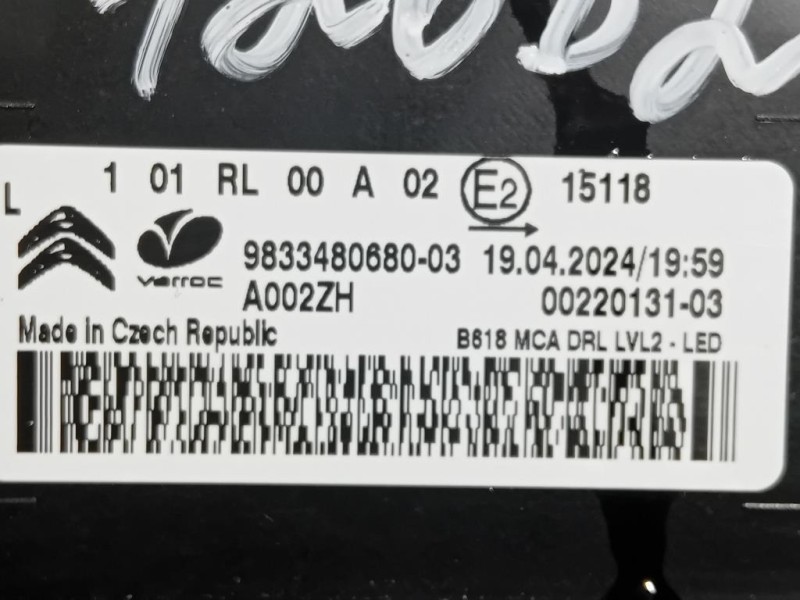 1 01 RL 00 A 02 E2 15118
L
varroc
9833480680-03 19.04.2024/19:59
A002ZH 00220131-03
Made in Czech Republic B618 MCA DRL LVL2 - LED